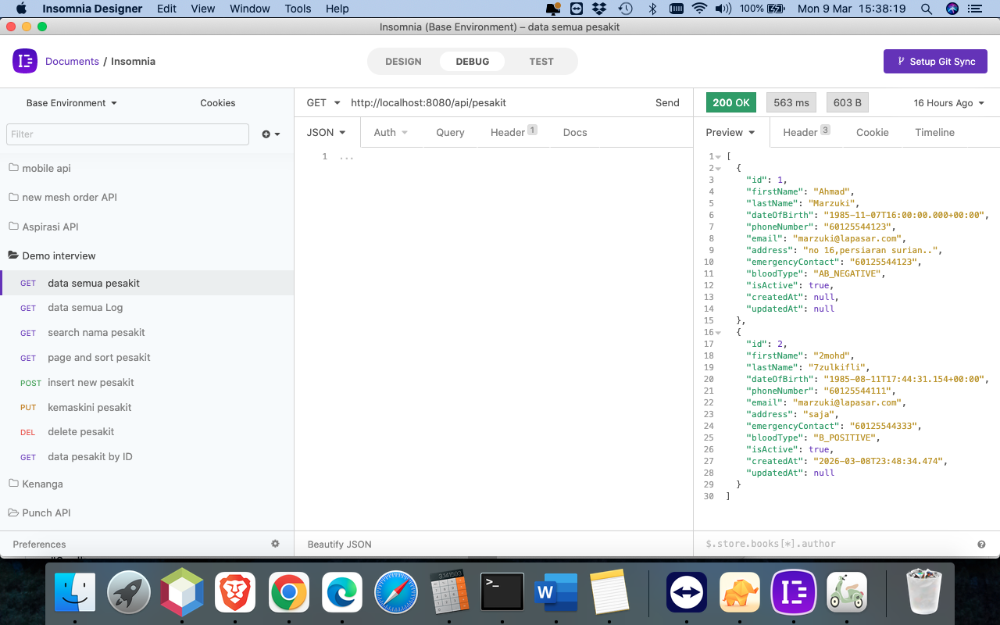 Insomnia Designer Edit View Window Tools Help 100% Mon 9 Mar 15:38:19
Insomnia (Base Environment) – data semua pesakit
Documents / Insomnia
DESIGN DEBUG TEST
Setup Git Sync
Base Environment Cookies
Filter
mobile api
new mesh order API
Aspirasi API
Demo interview
GET data semua pesakit
GET data semua Log
GET search nama pesakit
GET page and sort pesakit
POST insert new pesakit
PUT kemaskini pesakit
DEL delete pesakit
GET data pesakit by ID
Kenanga
Punch API
Preferences
GET http://localhost:8080/api/pesakit Send
JSON Auth Query Header 1 Docs
1 ...
Beautify JSON
200 OK 563 ms 603 B 16 Hours Ago
Preview Header 3 Cookie Timeline
1 [
2 {
3 "id": 1,
4 "firstName": "Ahmad",
5 "lastName": "Marzuki",
6 "dateOfBirth": "1985-11-07T16:00:00.000+00:00",
7 "phoneNumber": "60125544123",
8 "email": "marzuki@lapasar.com",
9 "address": "no 16,persiaran surian..",
10 "emergencyContact": "60125544123",
11 "bloodType": "AB_NEGATIVE",
12 "isActive": true,
13 "createdAt": null,
14 "updatedAt": null
15 },
16 {
17 "id": 2,
18 "firstName": "2mohd",
19 "lastName": "7zulkifli",
20 "dateOfBirth": "1985-08-11T17:44:31.154+00:00",
21 "phoneNumber": "60125544111",
22 "email": "marzuki@lapasar.com",
23 "address": "saja",
24 "emergencyContact": "60125544333",
25 "bloodType": "B_POSITIVE",
26 "isActive": true,
27 "createdAt": "2026-03-08T23:48:34.474",
28 "updatedAt": null
29 }
30 ]
$.store.books[*].author
3.141593
>_
W